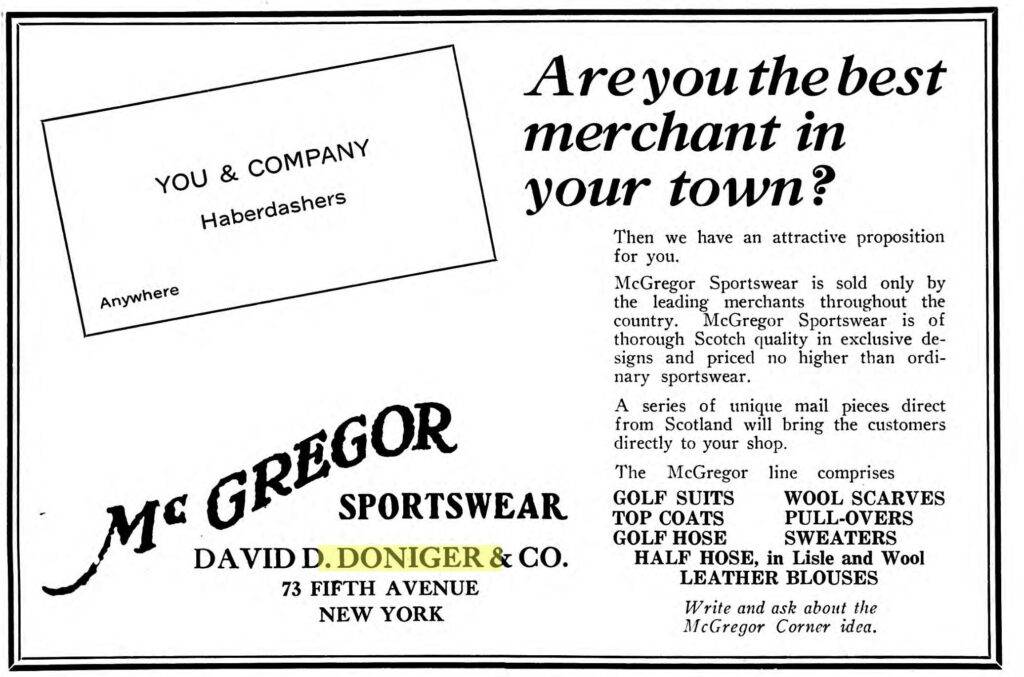 YOU & COMPANY
Haberdashers
Anywhere
Are you the best
merchant in
your town?
Then we have an attractive proposition
for you.
McGregor Sportswear is sold only by
the leading merchants throughout the
country. McGregor Sportswear is of
thorough Scotch quality in exclusive de-
signs and priced no higher than ordi-
nary sportswear.
A series of unique mail pieces direct
from Scotland will bring the customers
directly to your shop.
The McGregor line comprises
GOLF SUITS WOOL SCARVES
TOP COATS PULL-OVERS
GOLF HOSE SWEATERS
HALF HOSE, in Lisle and Wool
LEATHER BLOUSES
Write and ask about the
McGregor Corner idea.
McGREGOR
SPORTSWEAR
DAVID D. DONIGER & CO.
73 FIFTH AVENUE
NEW YORK